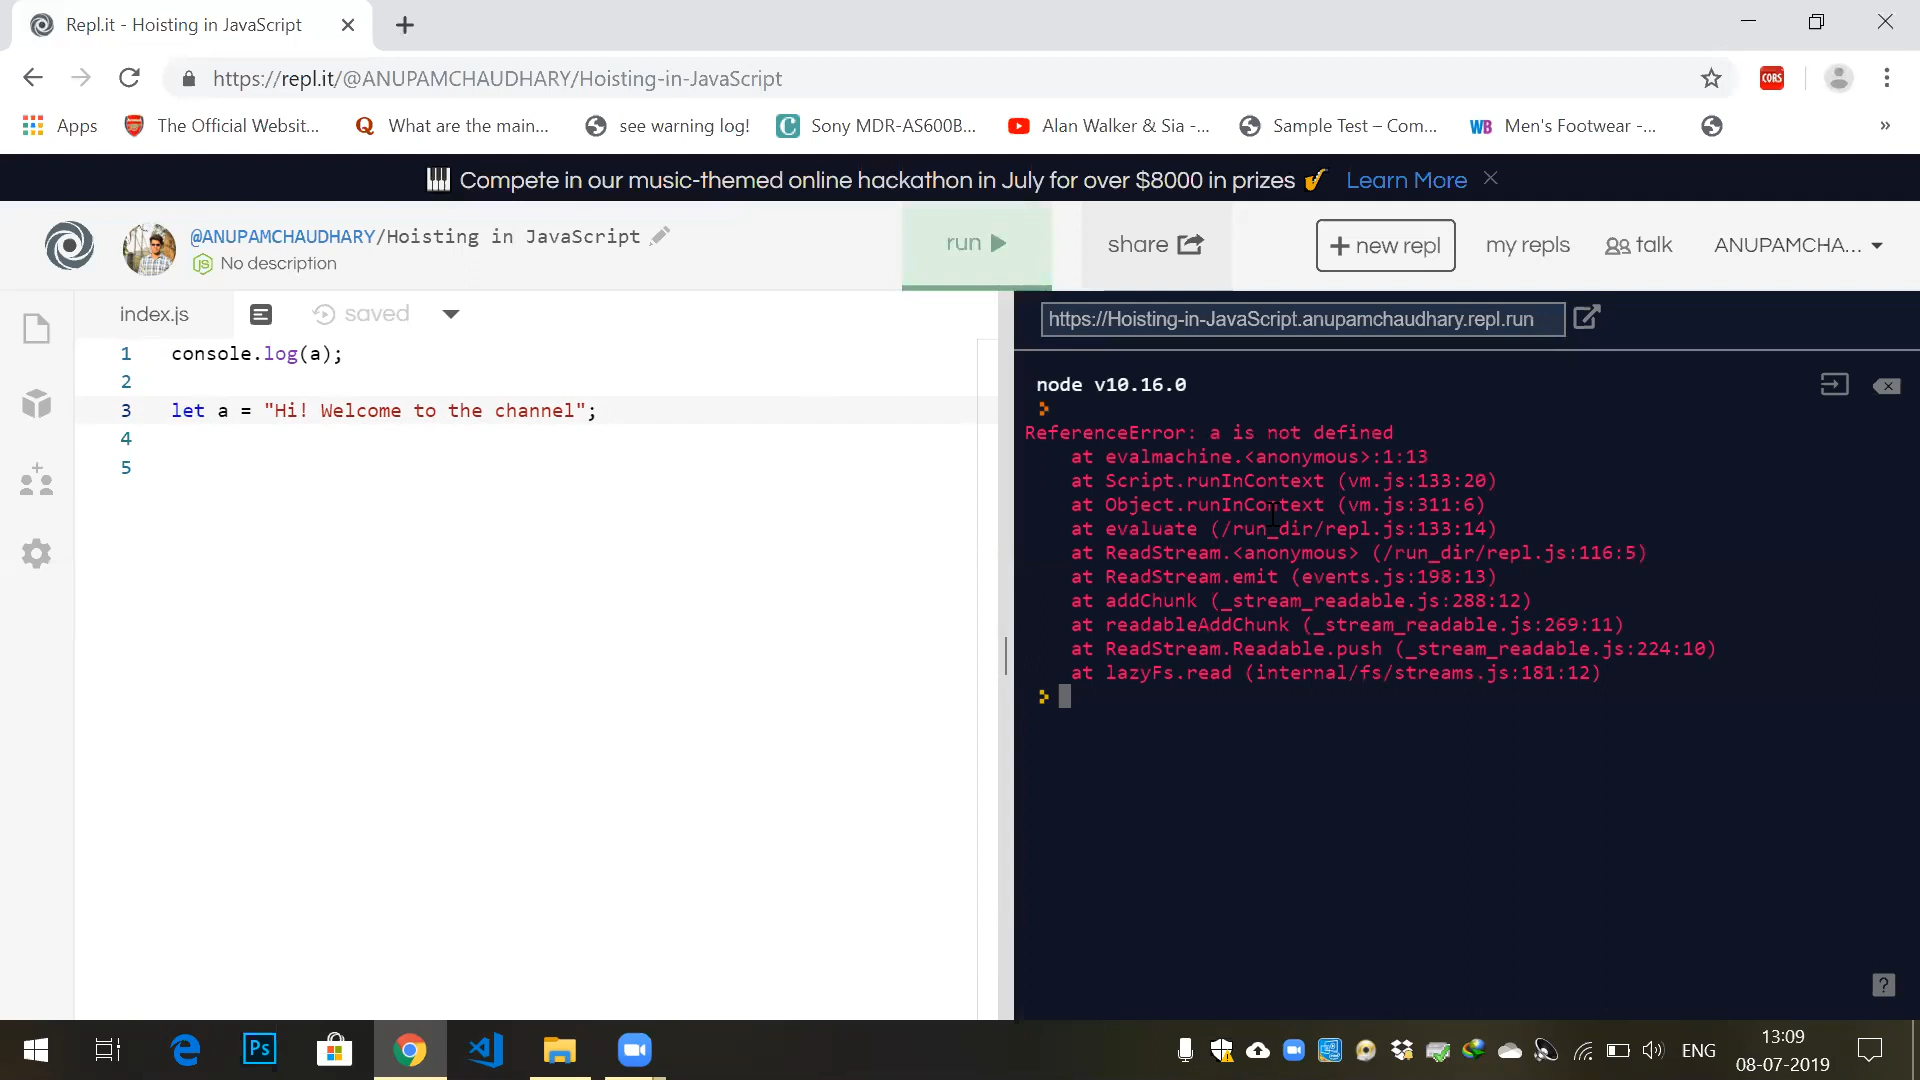 Repl.it - Hoisting in JavaScript
https://repl.it/@ANUPAMCHAUDHARY/Hoisting-in-JavaScript
CORS
Apps
The Official Websit...
What are the main...
see warning log!
Sony MDR-AS600B...
Alan Walker & Sia -...
Sample Test – Com...
WB Men's Footwear -...
»
Compete in our music-themed online hackathon in July for over $8000 in prizes Learn More
@ANUPAMCHAUDHARY/Hoisting in JavaScript
No description
run
share
+ new repl
my repls
talk
ANUPAMCHA...
index.js
saved
1 console.log(a);
2
3 let a = "Hi! Welcome to the channel";
4
5
https://Hoisting-in-JavaScript.anupamchaudhary.repl.run
node v10.16.0
ReferenceError: a is not defined
at evalmachine.<anonymous>:1:13
at Script.runInContext (vm.js:133:20)
at Object.runInContext (vm.js:311:6)
at evaluate (/run_dir/repl.js:133:14)
at ReadStream.<anonymous> (/run_dir/repl.js:116:5)
at ReadStream.emit (events.js:198:13)
at addChunk (_stream_readable.js:288:12)
at readableAddChunk (_stream_readable.js:269:11)
at ReadStream.Readable.push (_stream_readable.js:224:10)
at lazyFs.read (internal/fs/streams.js:181:12)
?
Ps
ENG
13:09
08-07-2019